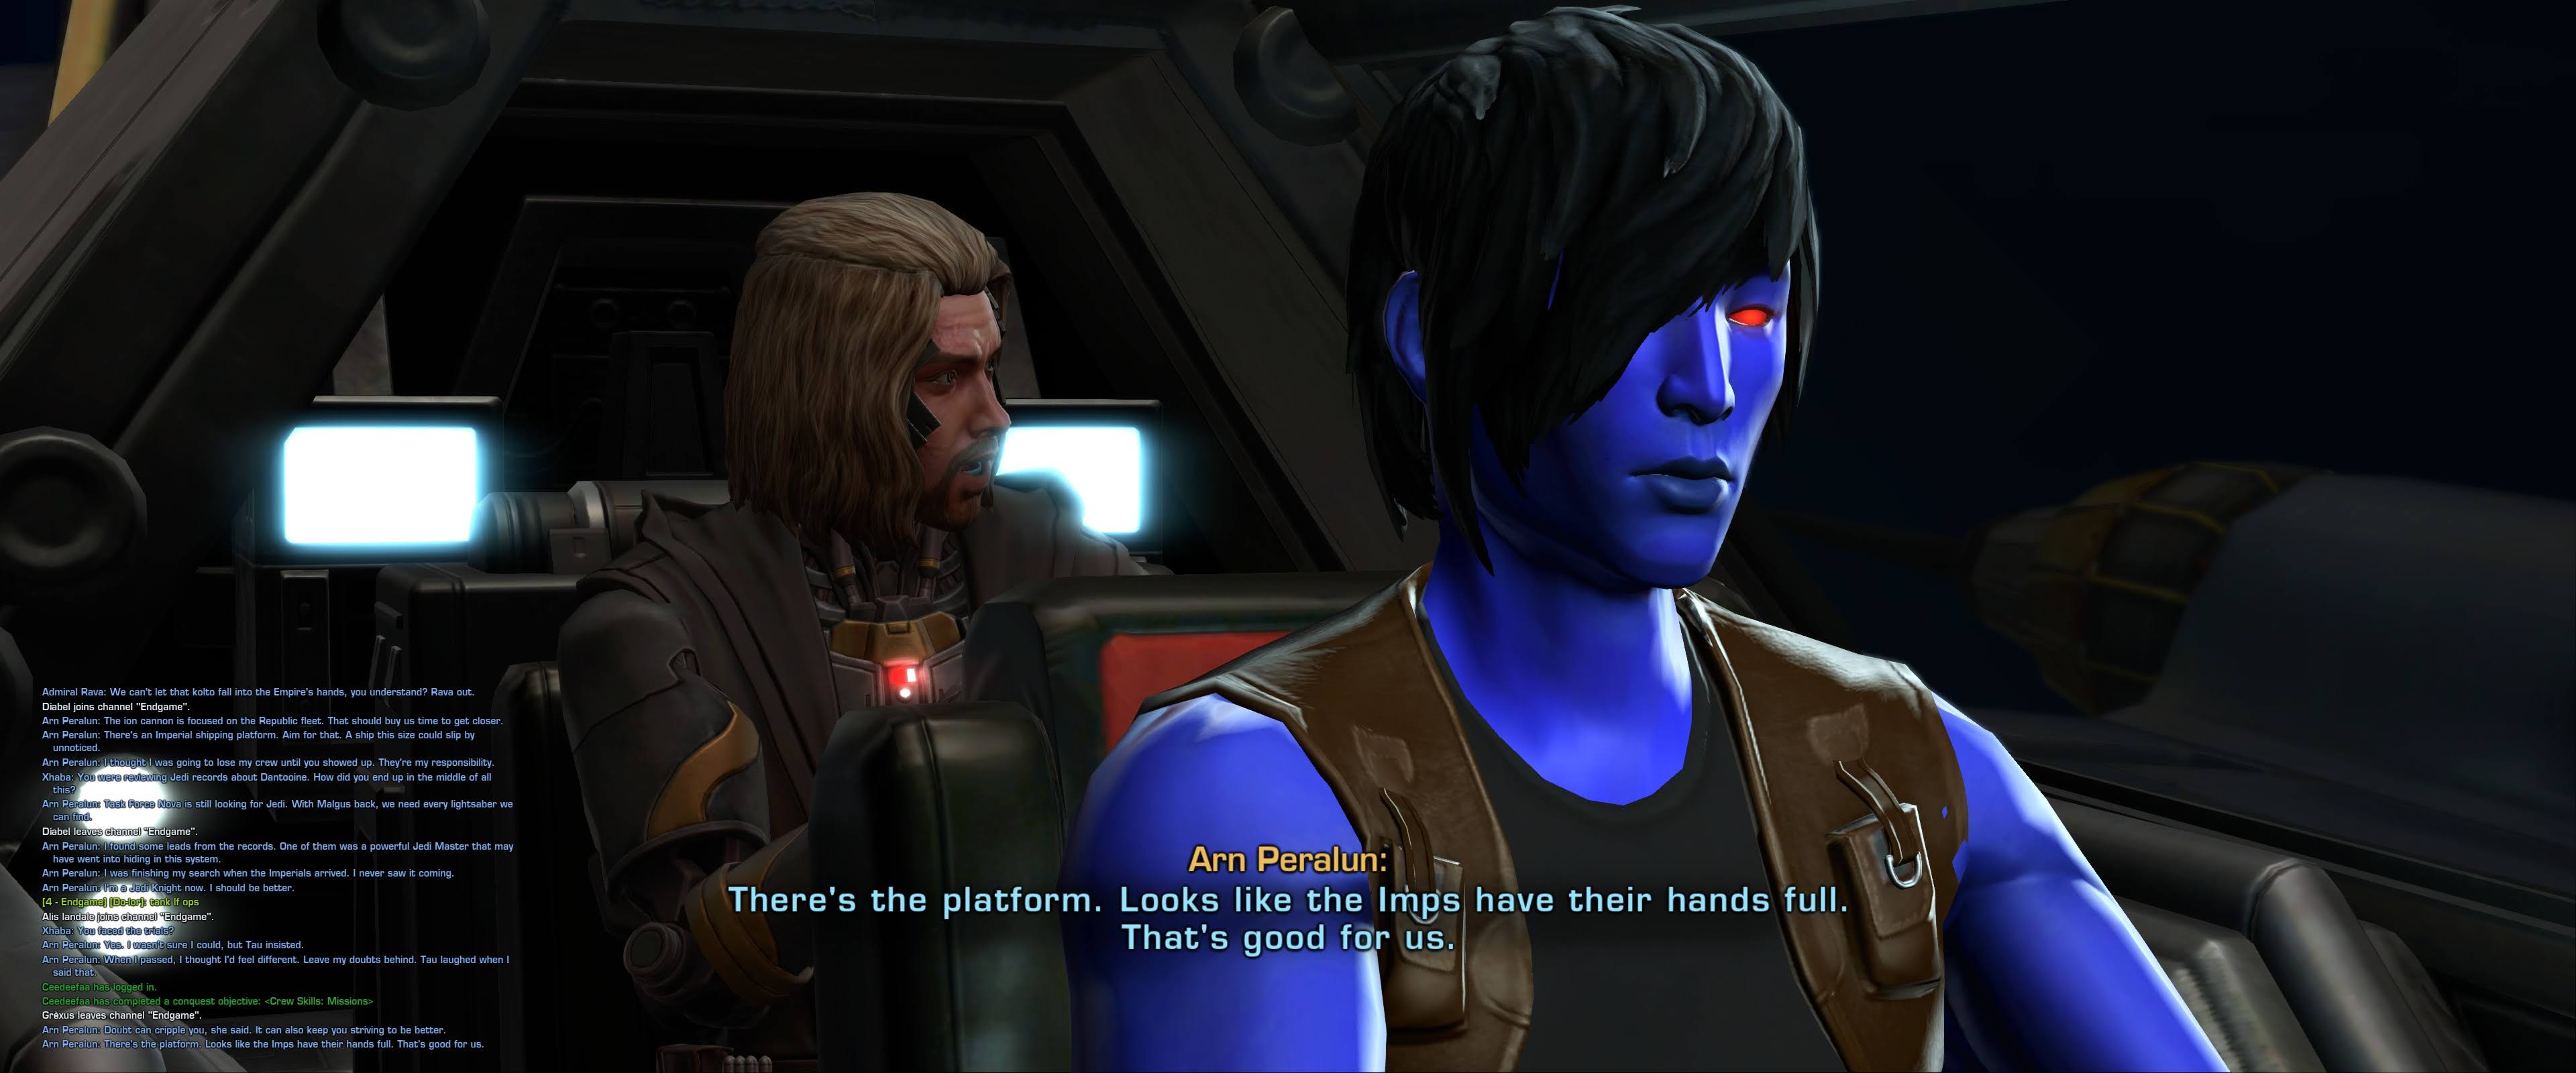 Admiral Rava: We can't let that kolto fall into the Empire's hands, you understand? Rava out.
Diabel joins channel "Endgame".
Arn Peralun: The ion cannon is focused on the Republic fleet. That should buy us time to get closer.
Arn Peralun: There's an Imperial shipping platform. Aim for that. A ship this size could slip by
unnoticed.
Arn Peralun: I thought I was going to lose my crew until you showed up. They're my responsibility.
Xhaba: You were reviewing Jedi records about Dantooine. How did you end up in the middle of all
this?
Arn Peralun: Task Force Nova is still looking for Jedi. With Malgus back, we need every lightsaber we
can find.
Diabel leaves channel "Endgame".
Arn Peralun: I found some leads from the records. One of them was a powerful Jedi Master that may
have went into hiding in this system.
Arn Peralun: I was finishing my search when the Imperials arrived. I never saw it coming.
Arn Peralun: I'm a Jedi Knight now. I should be better.
[4 - Endgame] [Do-lor]: tank lf ops
Alis landale joins channel "Endgame".
Xhaba: You faced the trials?
Arn Peralun: Yes. I wasn't sure I could, but Tau insisted.
Arn Peralun: When I passed, I thought I'd feel different. Leave my doubts behind. Tau laughed when I
said that.
Ceedeefaa has logged in.
Ceedeefaa has completed a conquest objective: <Crew Skills: Missions>
Grèxus leaves channel "Endgame".
Arn Peralun: Doubt can cripple you, she said. It can also keep you striving to be better.
Arn Peralun: There's the platform. Looks like the Imps have their hands full. That's good for us.
Arn Peralun:
There's the platform. Looks like the Imps have their hands full.
That's good for us.